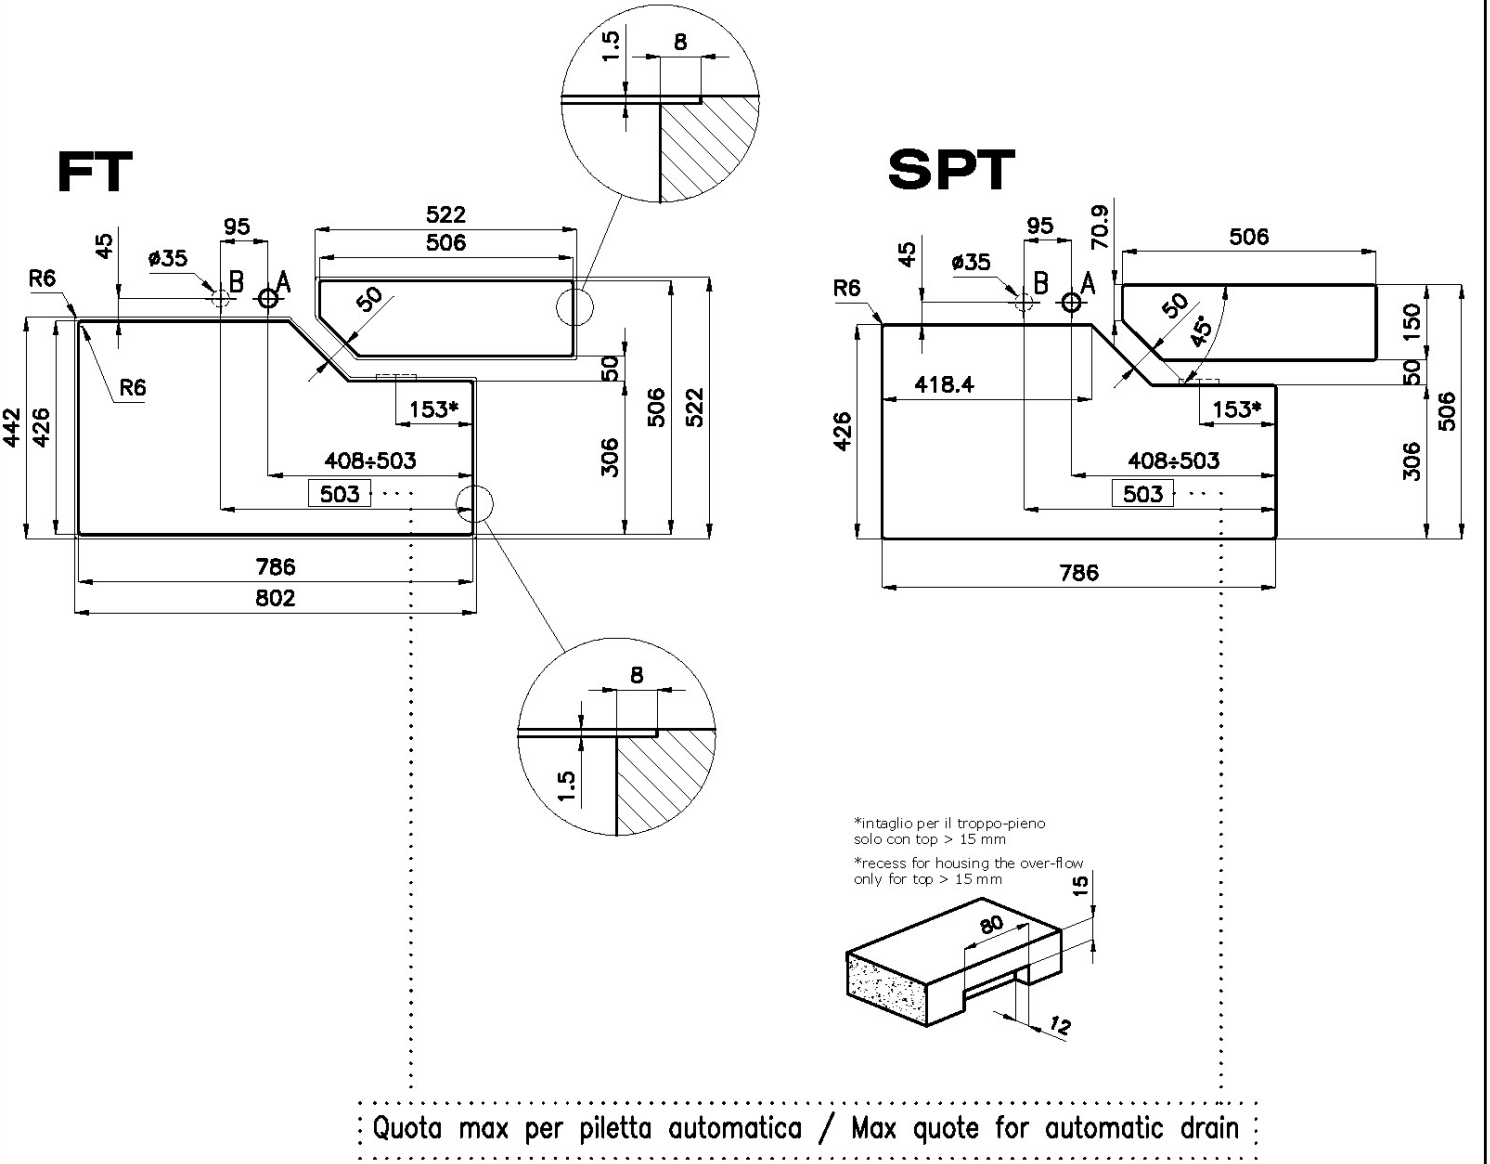 1.5
8
FT
SPT
522
506
95
45
ø35
B
A
R6
50
R6
442
426
153*
408÷503
503
50
306
506
522
786
802
70.9
95
45
506
ø35
B
A
R6
50
45°
150
50
418.4
426
153*
408÷503
503
306
506
786
8
1.5
*intaglio per il troppo-pieno
solo con top > 15 mm
*recess for housing the over-flow
only for top > 15 mm
15
80
12
Quota max per piletta automatica / Max quote for automatic drain